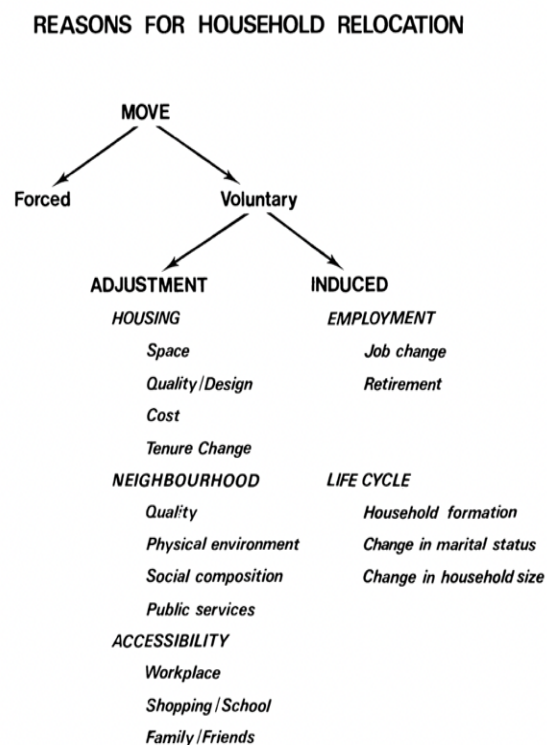 REASONS FOR HOUSEHOLD RELOCATION
MOVE
Forced
Voluntary
ADJUSTMENT
HOUSING
Space
Quality/Design
Cost
Tenure Change
NEIGHBOURHOOD
Quality
Physical environment
Social composition
Public services
ACCESSIBILITY
Workplace
Shopping/School
Family/Friends
INDUCED
EMPLOYMENT
Job change
Retirement
LIFE CYCLE
Household formation
Change in marital status
Change in household size